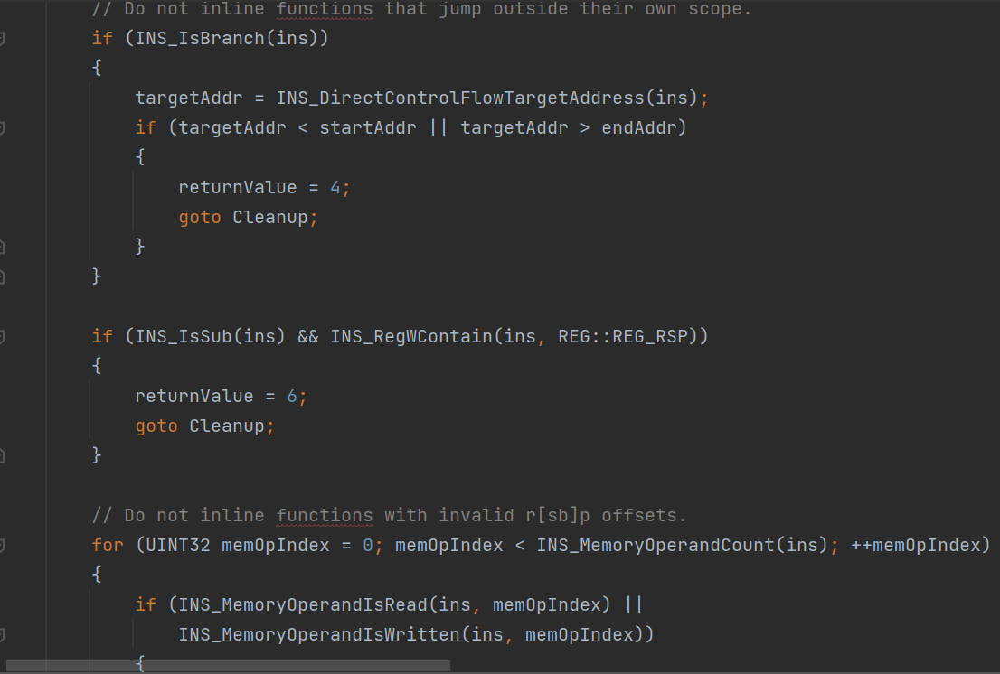 // Do not inline functions that jump outside their own scope.
if (INS_IsBranch(ins))
{
targetAddr = INS_DirectControlFlowTargetAddress(ins);
if (targetAddr < startAddr || targetAddr > endAddr)
{
returnValue = 4;
goto Cleanup;
}
}
if (INS_IsSub(ins) && INS_RegWContain(ins, REG::REG_RSP))
{
returnValue = 6;
goto Cleanup;
}
// Do not inline functions with invalid r[sb]p offsets.
for (UINT32 memOpIndex = 0; memOpIndex < INS_MemoryOperandCount(ins); ++memOpIndex)
{
if (INS_MemoryOperandIsRead(ins, memOpIndex) ||
INS_MemoryOperandIsWritten(ins, memOpIndex))
{